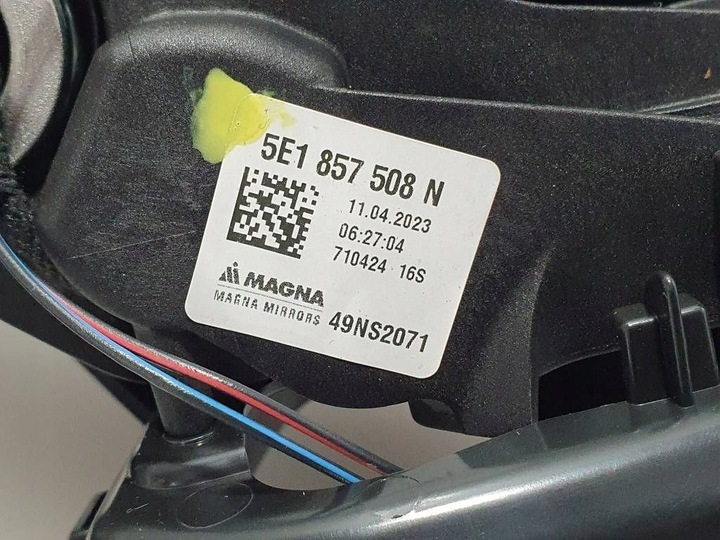 5E1 857 508 N
11.04.2023
06:27:04
710424 16S
MAGNA
MAGNA MIRRORS 49NS2071